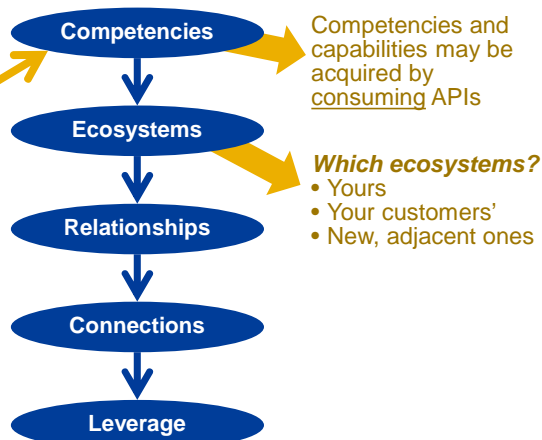 Competencies
Competencies and
capabilities may be
acquired by
consuming APIs
Ecosystems
Which ecosystems?
• Yours
• Your customers’
• New, adjacent ones
Relationships
Connections
Leverage